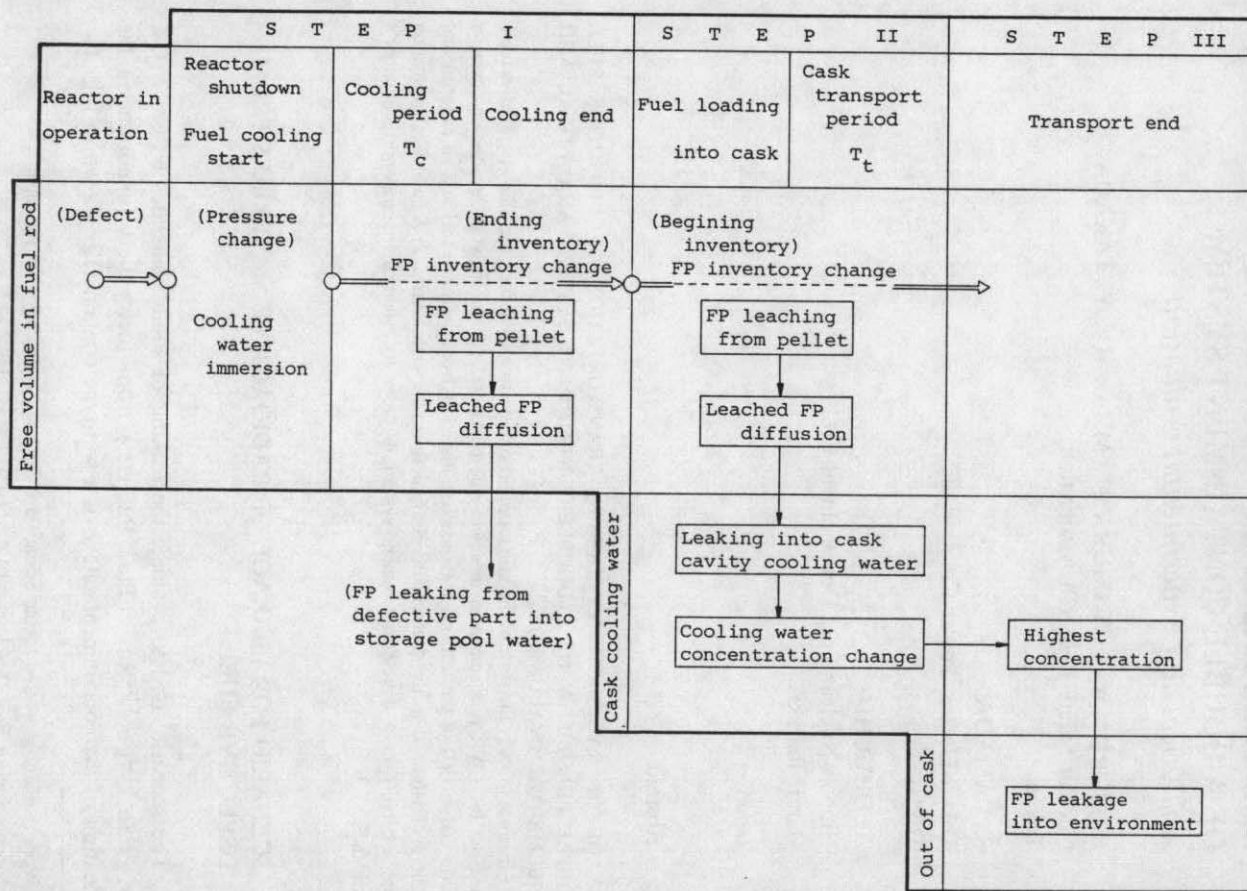 S T E P I
S T E P II
S T E P III
Reactor in
operation
Reactor
shutdown
Fuel cooling
start
Cooling
period
Tc
Cooling end
Fuel loading
into cask
Cask
transport
period
Tt
Transport end
Free volume in fuel rod
(Defect)
(Pressure
change)
(Ending
inventory)
FP inventory change
(Begining
inventory)
FP inventory change
Cooling
water
immersion
FP leaching
from pellet
FP leaching
from pellet
Leached FP
diffusion
Leached FP
diffusion
Cask cooling water
Leaking into cask
cavity cooling water
(FP leaking from
defective part into
storage pool water)
Cooling water
concentration change
Highest
concentration
Out of cask
FP leakage
into environment